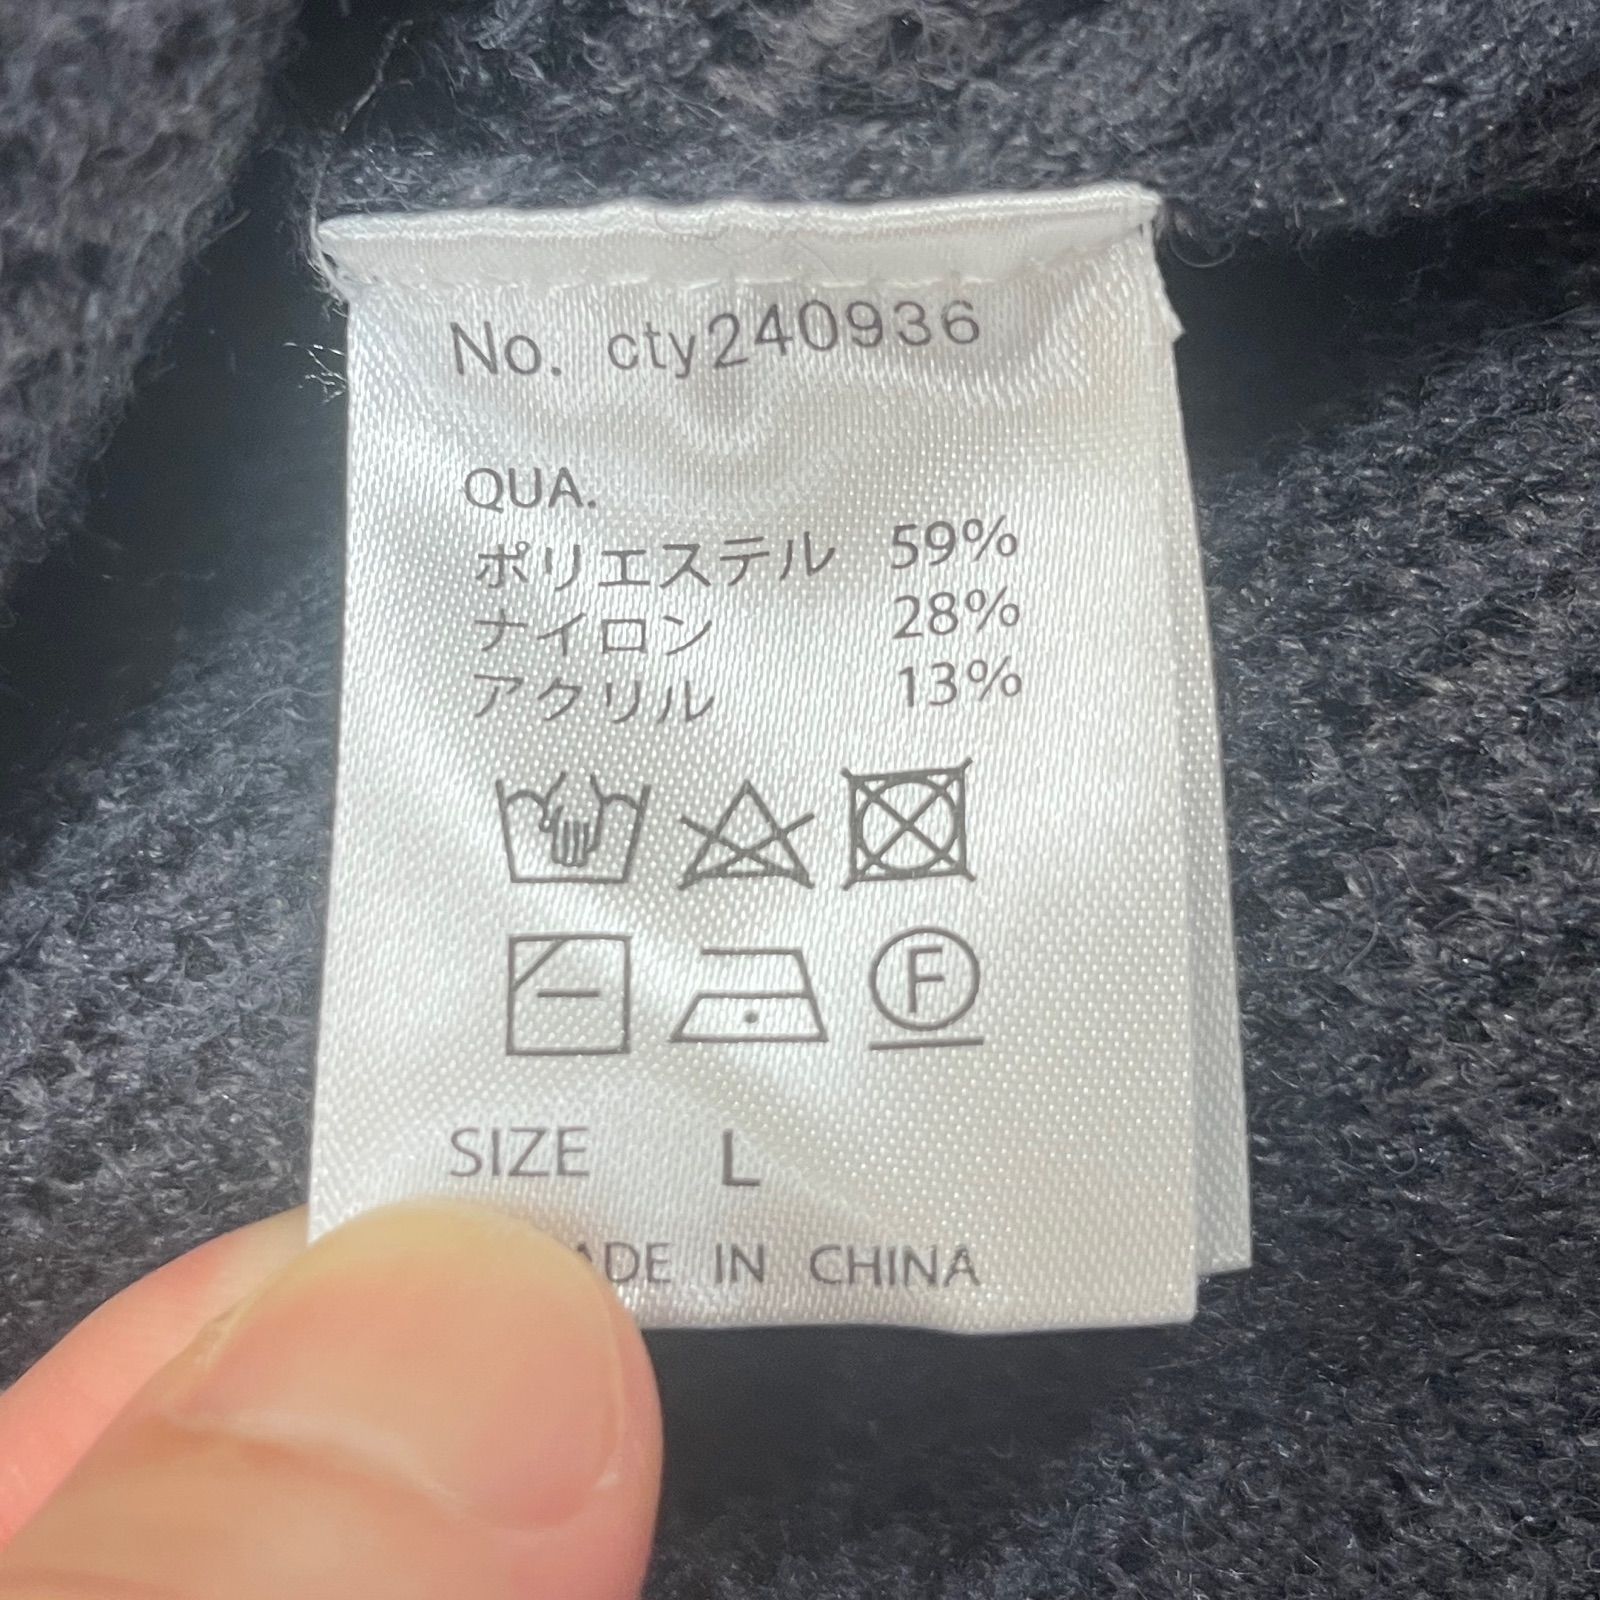 No. cty240936
QUA.
ポリエステル 59%
ナイロン 28%
アクリル 13%
F
SIZE L
ADE IN CHINA